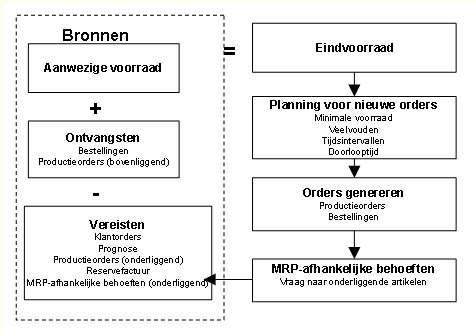 Bronnen
Aanwezige voorraad
+
Ontvangsten
Bestellingen
Productieorders (bovenliggend)
-
Vereisten
Klantorders
Prognose
Productieorders (onderliggend)
Reservefactuur
MRP-afhankelijke behoeften (onderliggend)
=
Eindvoorraad
Planning voor nieuwe orders
Minimale voorraad
Veelvouden
Tijdsintervallen
Doorlooptijd
Orders genereren
Productieorders
Bestellingen
MRP-afhankelijke behoeften
Vraag naar onderliggende artikelen